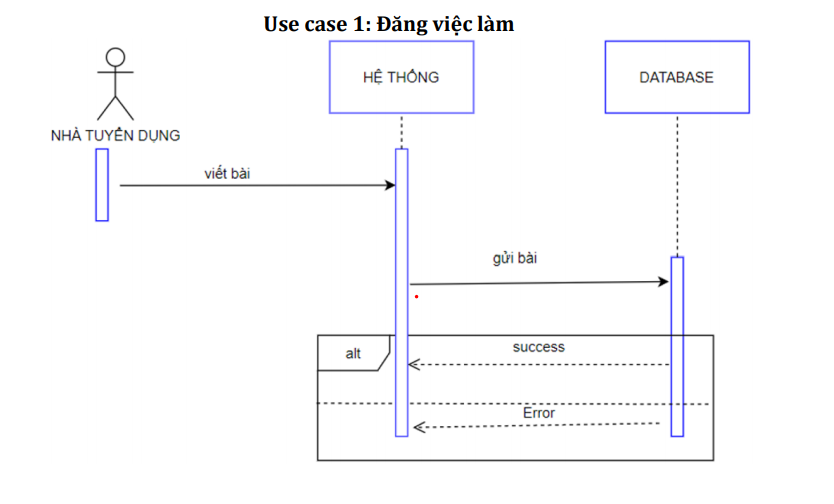 Use case 1: Đăng việc làm
HỆ THỐNG
DATABASE
NHÀ TUYỂN DỤNG
viết bài
gửi bài
alt
success
Error